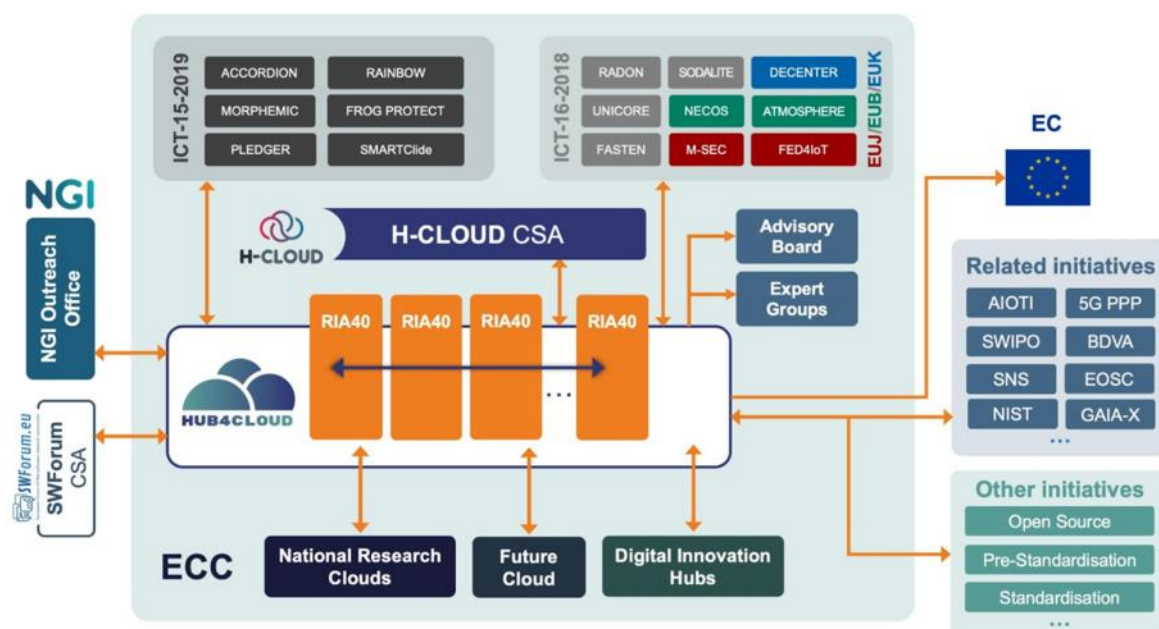 ICT-15-2019
ACCORDION
RAINBOW
MORPHEMIC
FROG PROTECT
PLEDGER
SMARTClide
ICT-16-2018
RADON
SODALITE
DECENTER
UNICORE
NECOS
ATMOSPHERE
FASTEN
M-SEC
FED4IoT
EUJ/EUB/EUK
EC
NGI
NGI Outreach
Office
H-CLOUD
H-CLOUD CSA
Advisory
Board
Expert
Groups
Related initiatives
AIOTI
5G PPP
SWIPO
BDVA
SNS
EOSC
NIST
GAIA-X
...
RIA40
RIA40
RIA40
RIA40
...
HUB4CLOUD
SWForum.eu
SWForum
CSA
ECC
National Research
Clouds
Future
Cloud
Digital Innovation
Hubs
Other initiatives
Open Source
Pre-Standardisation
Standardisation
...